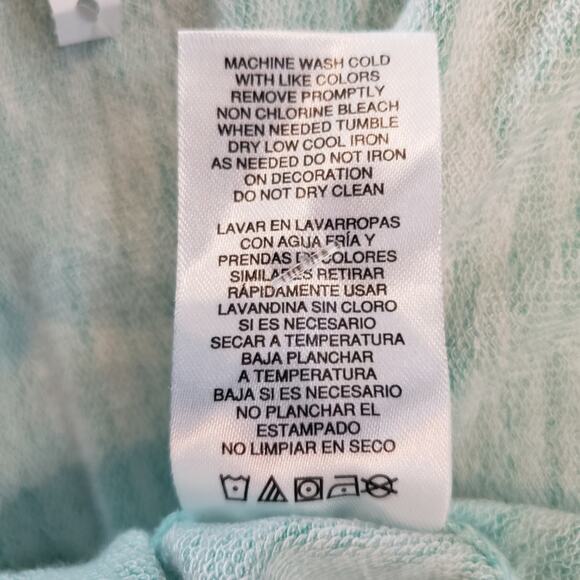 MACHINE WASH COLD
WITH LIKE COLORS
REMOVE PROMPTLY
NON CHLORINE BLEACH
WHEN NEEDED TUMBLE
DRY LOW COOL IRON
AS NEEDED DO NOT IRON
ON DECORATION
DO NOT DRY CLEAN
LAVAR EN LAVARROPAS
CON AGUA FRÍA Y
PRENDAS DE COLORES
SIMILARES RETIRAR
RÁPIDAMENTE USAR
LAVANDINA SIN CLORO
SI ES NECESARIO
SECAR A TEMPERATURA
BAJA PLANCHAR
A TEMPERATURA
BAJA SI ES NECESARIO
NO PLANCHAR EL
ESTAMPADO
NO LIMPIAR EN SECO